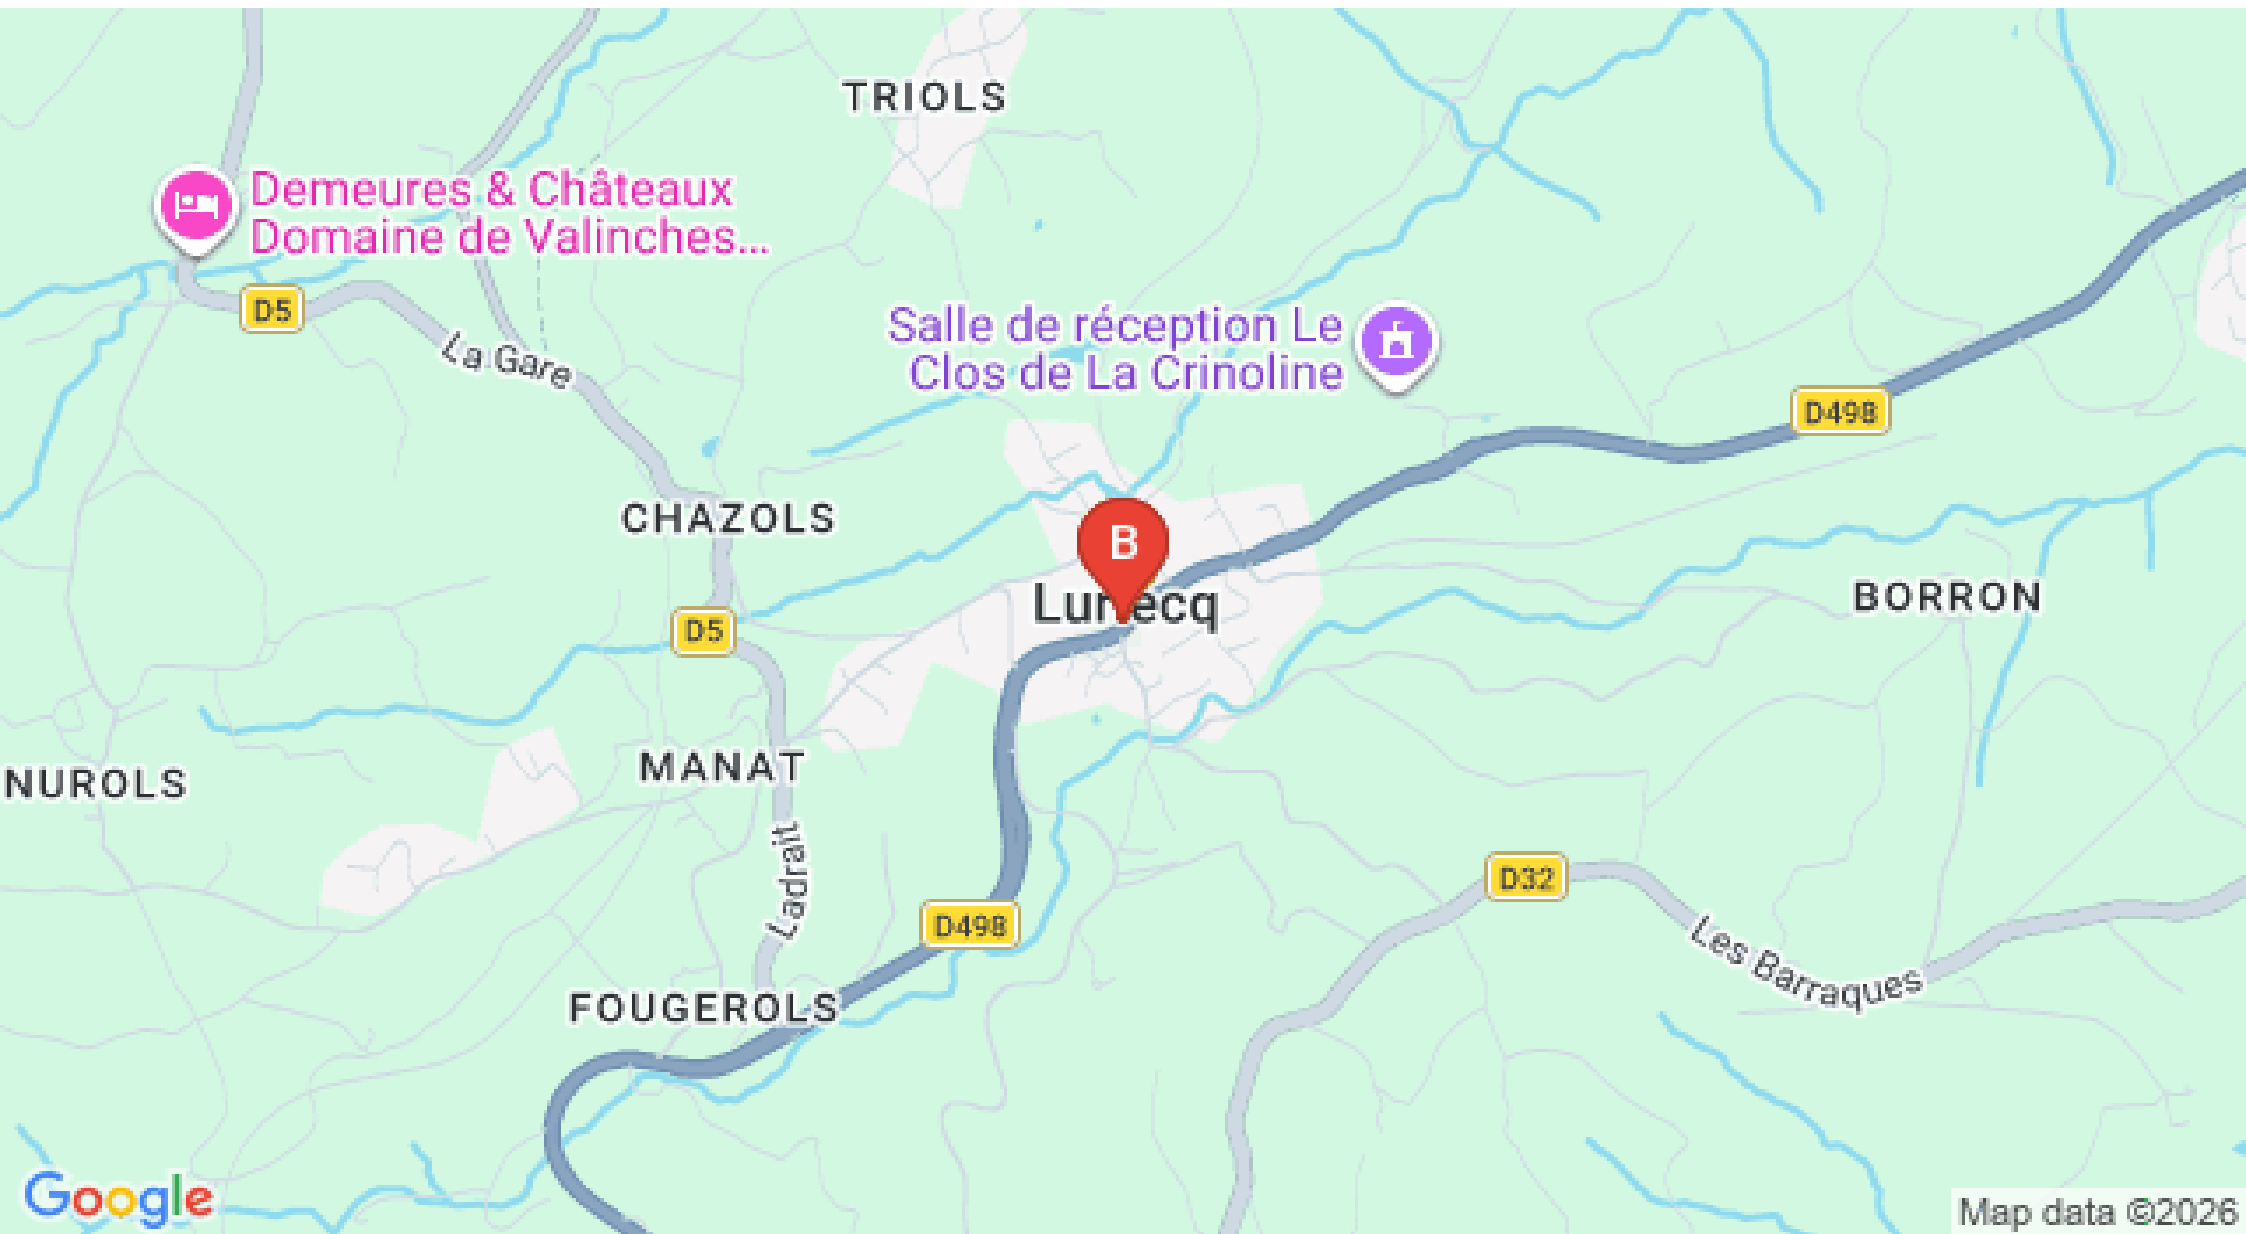 TRIOLS
Demeures & Châteaux
Domaine de Valinches...
D5
La Gare
Salle de réception Le
Clos de La Crinoline
D498
CHAZOLS
B
BORRON
D5
MANAT
NUROLS
Ladrait
D32
D498
Les Barraques
FOUGEROLS
Google
Map data ©2026